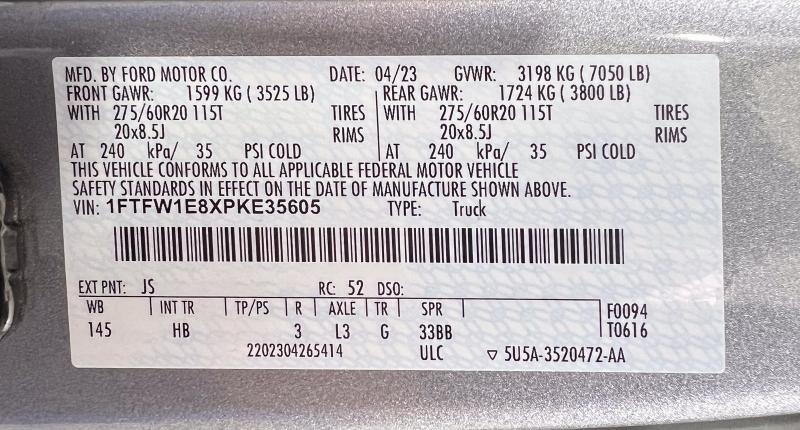 MFD. BY FORD MOTOR CO. DATE: 04/23 GVWR: 3198 KG ( 7050 LB)
FRONT GAWR: 1599 KG ( 3525 LB) REAR GAWR: 1724 KG ( 3800 LB)
WITH 275/60R20 115T TIRES WITH 275/60R20 115T TIRES
20x8.5J RIMS 20x8.5J RIMS
AT 240 kPa/ 35 PSI COLD AT 240 kPa/ 35 PSI COLD
THIS VEHICLE CONFORMS TO ALL APPLICABLE FEDERAL MOTOR VEHICLE
SAFETY STANDARDS IN EFFECT ON THE DATE OF MANUFACTURE SHOWN ABOVE.
VIN: 1FTFW1E8XPKE35605 TYPE: Truck
EXT PNT: JS RC: 52 DSO:
WB INT TR TP/PS R AXLE TR SPR F0094
145 HB 3 L3 G 33BB T0616
2202304265414 ULC ▽ 5U5A-3520472-AA